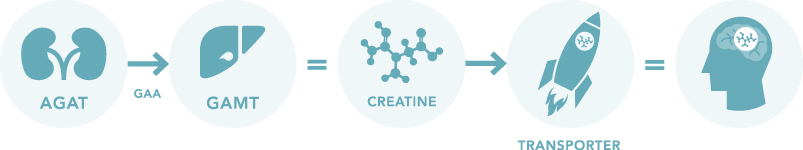 AGAT
GAA
GAMT
=
CREATINE
TRANSPORTER
=